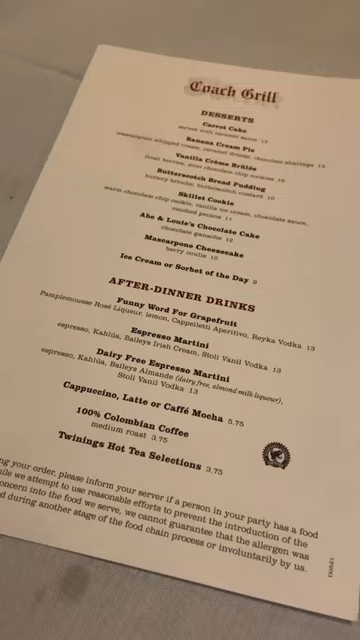 Coach Grill
DESSERTS
Carrot Cake
served with caramel sauce 12
Banana Cream Pie
mascarpone whipped cream, caramel drizzle, chocolate shavings 13
Vanilla Crème Brûlée
fresh berries, mini chocolate chip cookies 10
Butterscotch Bread Pudding
buttery brioche, butterscotch custard 10
Skillet Cookie
warm chocolate chip cookie, vanilla ice cream, chocolate sauce,
candied pecans 11
Abe & Louie's Chocolate Cake
chocolate ganache 12
Mascarpone Cheesecake
berry coulis 10
Ice Cream or Sorbet of the Day 9
AFTER-DINNER DRINKS
Funny Word For Grapefruit
Pamplemousse Rosé Liqueur, lemon, Cappelletti Aperitivo, Reyka Vodka 13
Espresso Martini
espresso, Kahlúa, Baileys Irish Cream, Stoli Vanil Vodka 13
Dairy Free Espresso Martini
espresso, Kahlúa, Baileys Almande (dairy free, almond milk liqueur),
Stoli Vanil Vodka 13
Cappuccino, Latte or Caffé Mocha 5.75
100% Colombian Coffee
medium roast 3.75
Twinings Hot Tea Selections 3.75
ng your order, please inform your server if a person in your party has a food
ile we attempt to use reasonable efforts to prevent the introduction of the
oncern into the food we serve, we cannot guarantee that the allergen was
d during another stage of the food chain process or involuntarily by us.